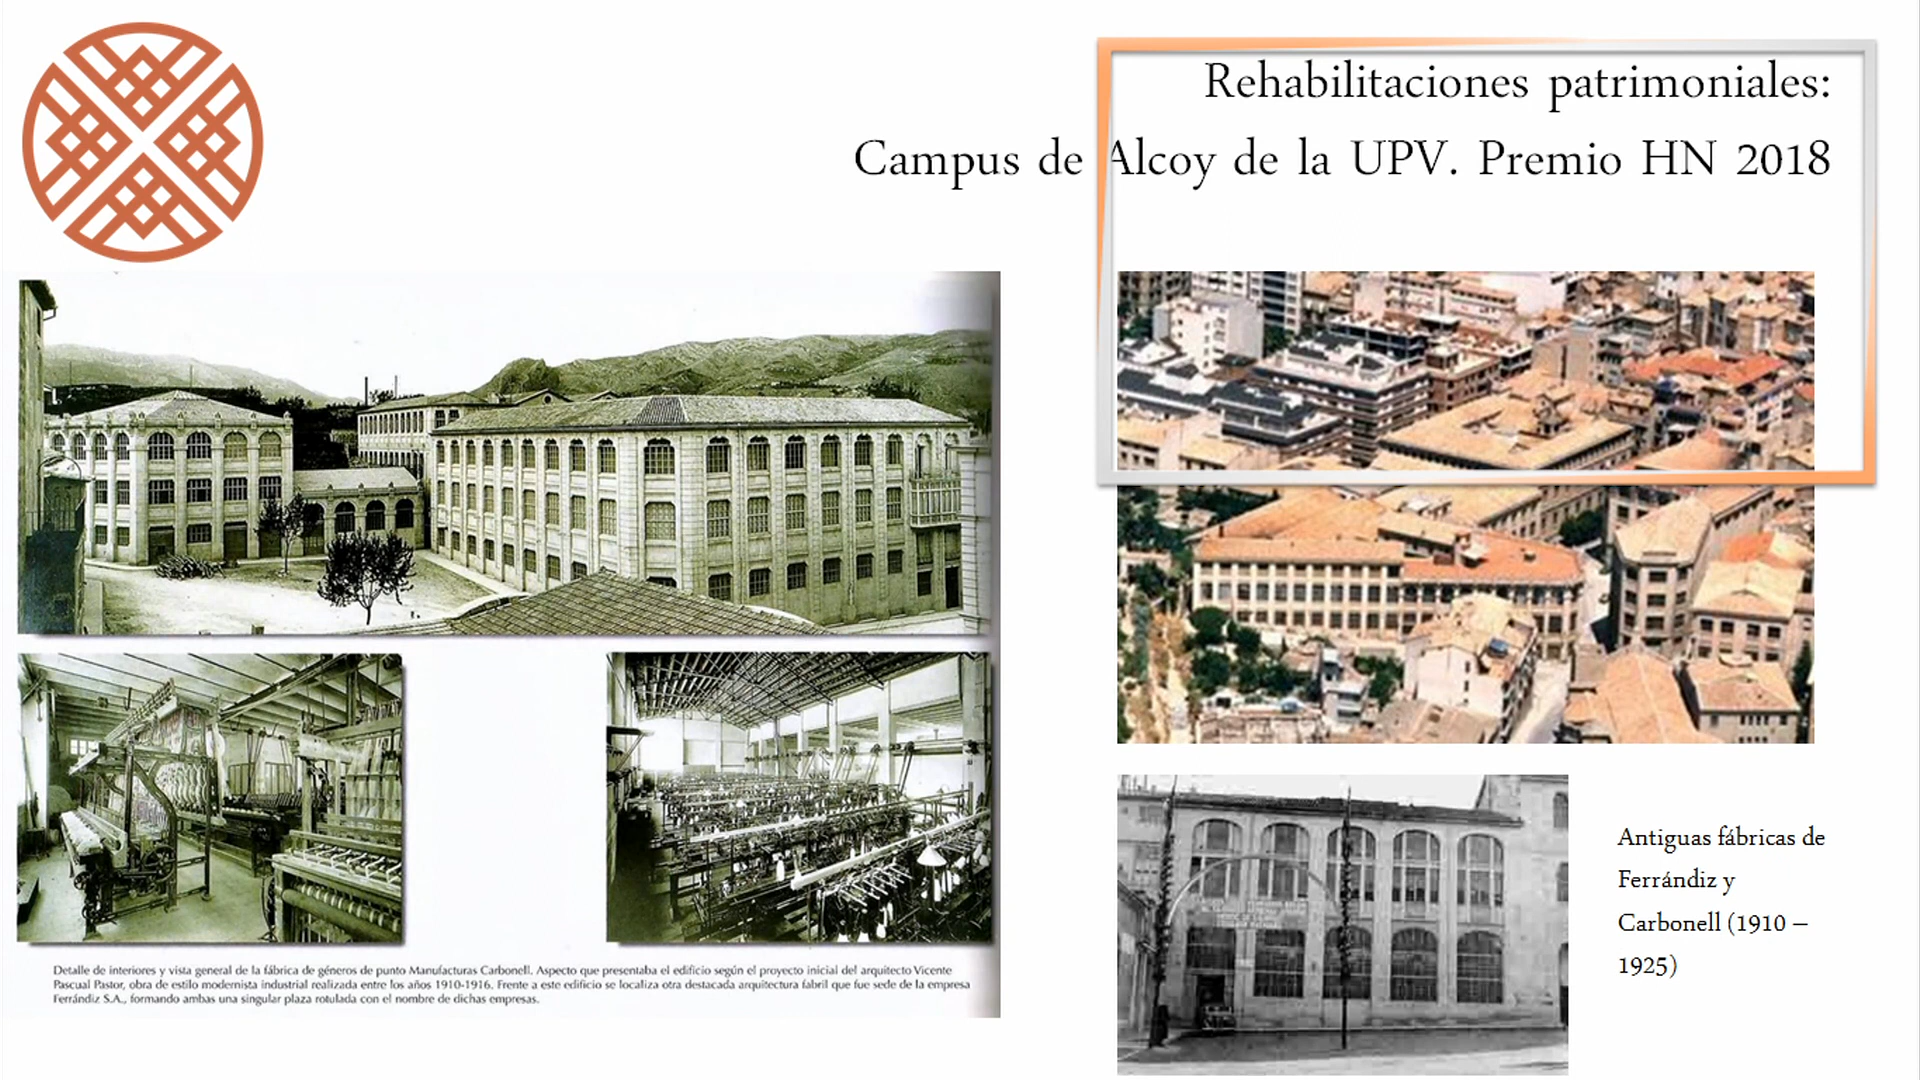 Rehabilitaciones patrimoniales:
Campus de Alcoy de la UPV. Premio HN 2018
Detalle de interiores y vista general de la fábrica de géneros de punto Manufacturas Carbonell. Aspecto que presentaba el edificio según el proyecto inicial del arquitecto Vicente
Pascual Pastor, obra de estilo modernista industrial realizada entre los años 1910-1916. Frente a este edificio se localiza otra destacada arquitectura fabril que fue sede de la empresa
Ferrándiz S.A., formando ambas una singular plaza rotulada con el nombre de dichas empresas.
Antiguas fábricas de
Ferrándiz y
Carbonell (1910 –
1925)